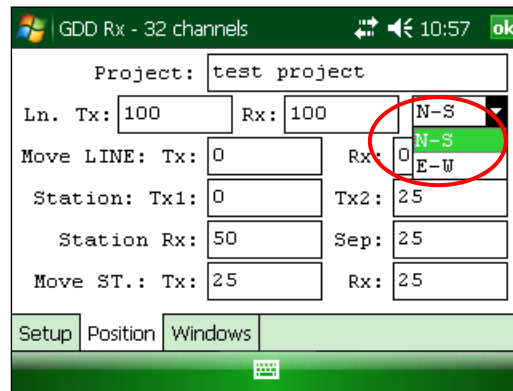 GDD Rx - 32 channels 10:57 ok
Project: test project
Ln. Tx: 100 Rx: 100 N-S
N-S
Move LINE: Tx: 0 Rx: 0
E-W
Station: Tx1: 0 Tx2: 25
Station Rx: 50 Sep: 25
Move ST.: Tx: 25 Rx: 25
Setup Position Windows